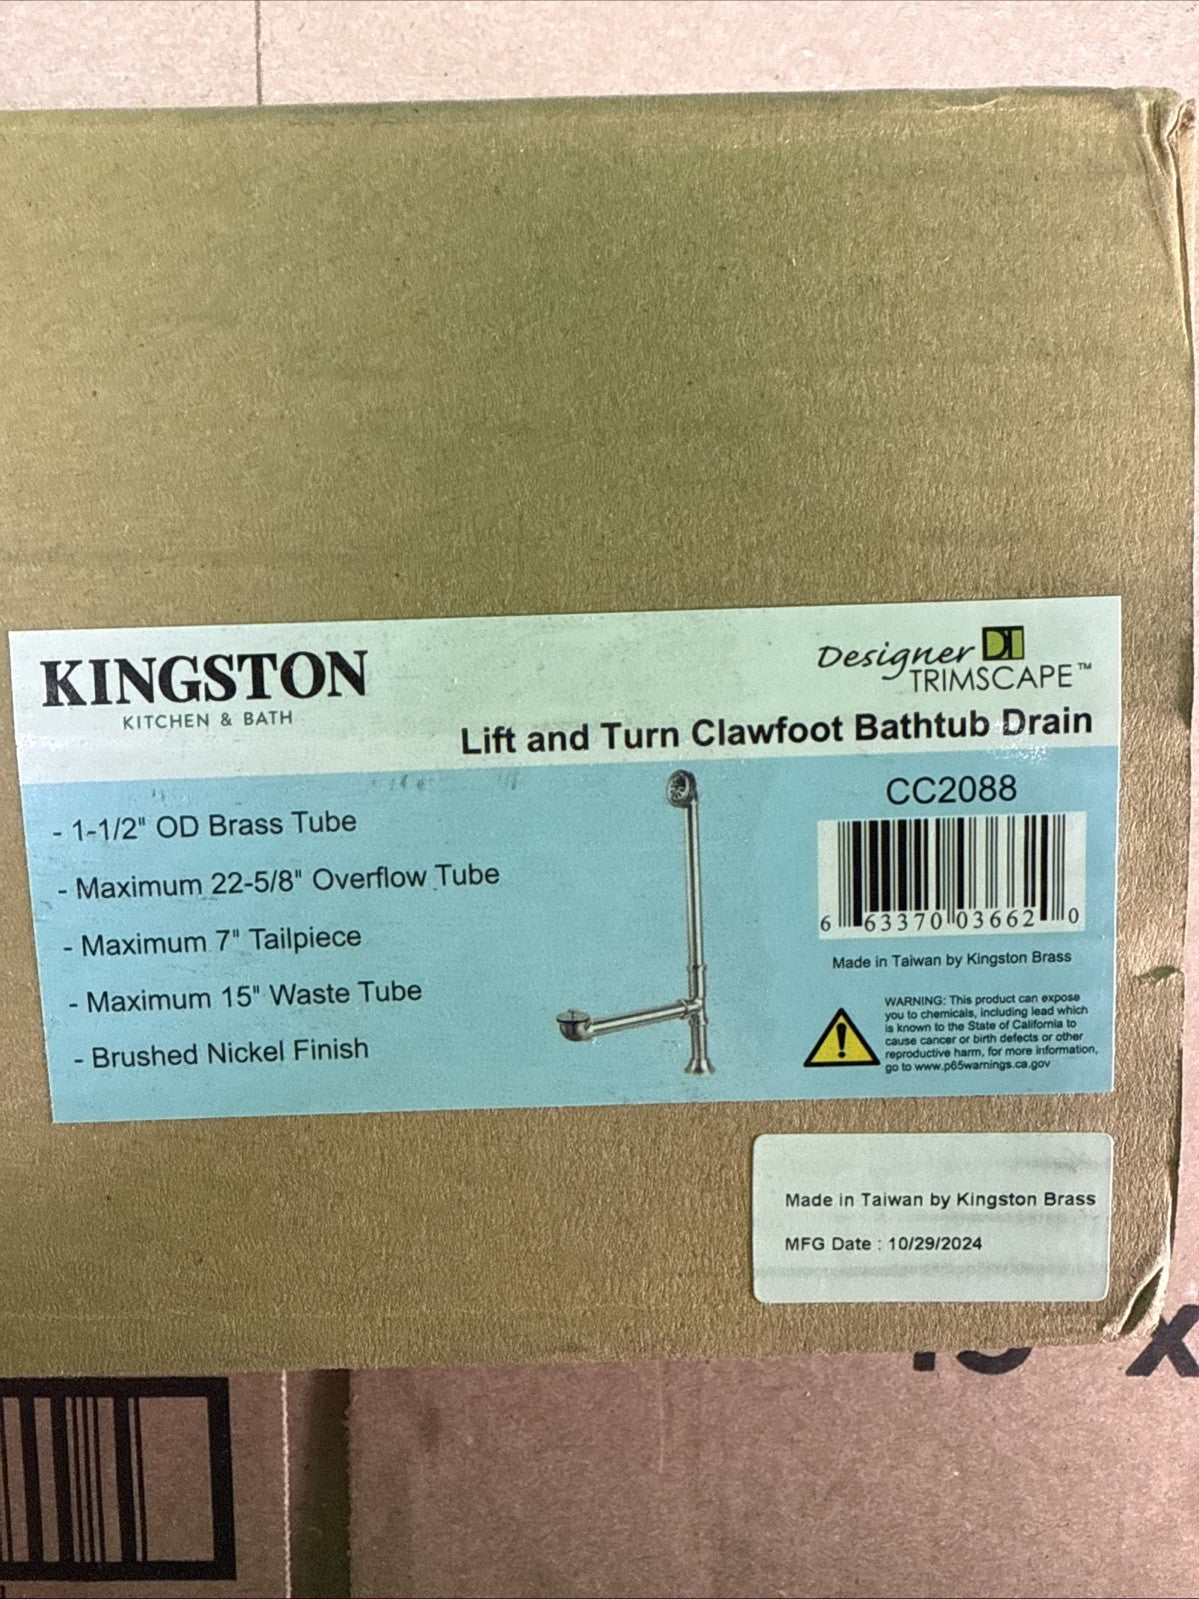 KINGSTON
KITCHEN & BATH
Designer DT
TRIMSCAPE™
Lift and Turn Clawfoot Bathtub Drain
- 1-1/2" OD Brass Tube
- Maximum 22-5/8" Overflow Tube
- Maximum 7" Tailpiece
- Maximum 15" Waste Tube
- Brushed Nickel Finish
CC2088
6 63370 03662 0
Made in Taiwan by Kingston Brass
WARNING: This product can expose
you to chemicals, including lead which
is known to the State of California to
cause cancer or birth defects or other
reproductive harm, for more information,
go to www.p65warnings.ca.gov
Made in Taiwan by Kingston Brass
MFG Date : 10/29/2024